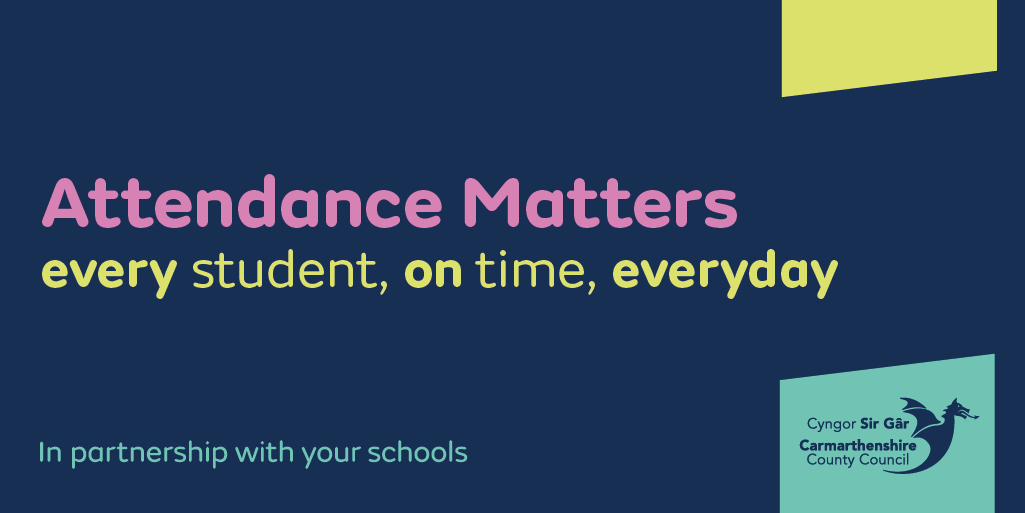 Attendance Matters
every student, on time, everyday
In partnership with your schools
Cyngor Sir Gâr
Carmarthenshire
County Council